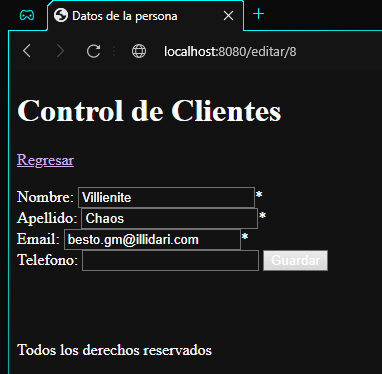 Datos de la persona
localhost:8080/editar/8
Control de Clientes
Regresar
Nombre: Villienite *
Apellido: Chaos *
Email: besto.gm@illidari.com *
Telefono: Guardar
Todos los derechos reservados